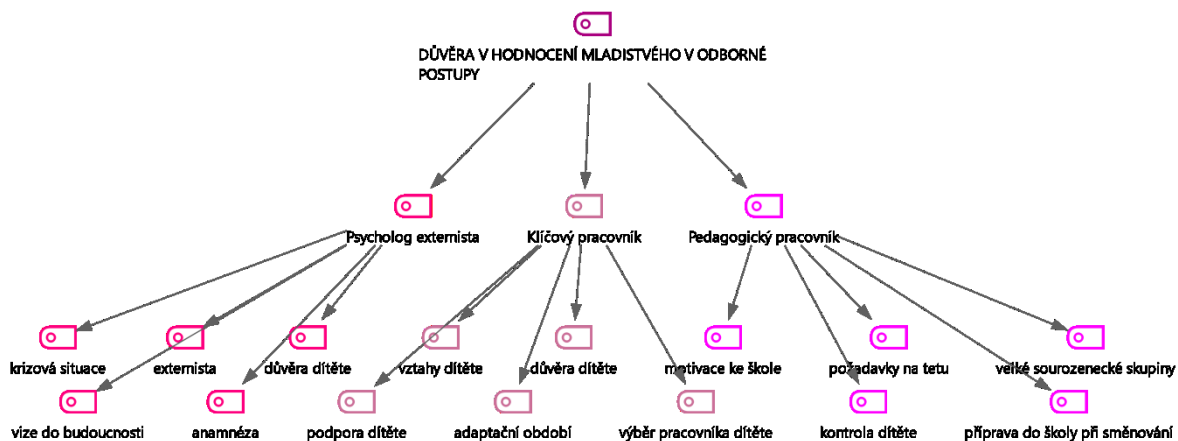 DŮVĚRA V HODNOCENÍ MLADISTVÉHO V ODBORNÉ
POSTUPY
Psycholog externista
Klíčový pracovník
Pedagogický pracovník
krizová situace
externista
důvěra dítěte
vztahy dítěte
důvěra dítěte
motivace ke škole
požadavky na tetu
velké sourozenecké skupiny
vize do budoucnosti
anamnéza
podpora dítěte
adaptační období
výběr pracovníka dítěte
kontrola dítěte
příprava do školy při směnování